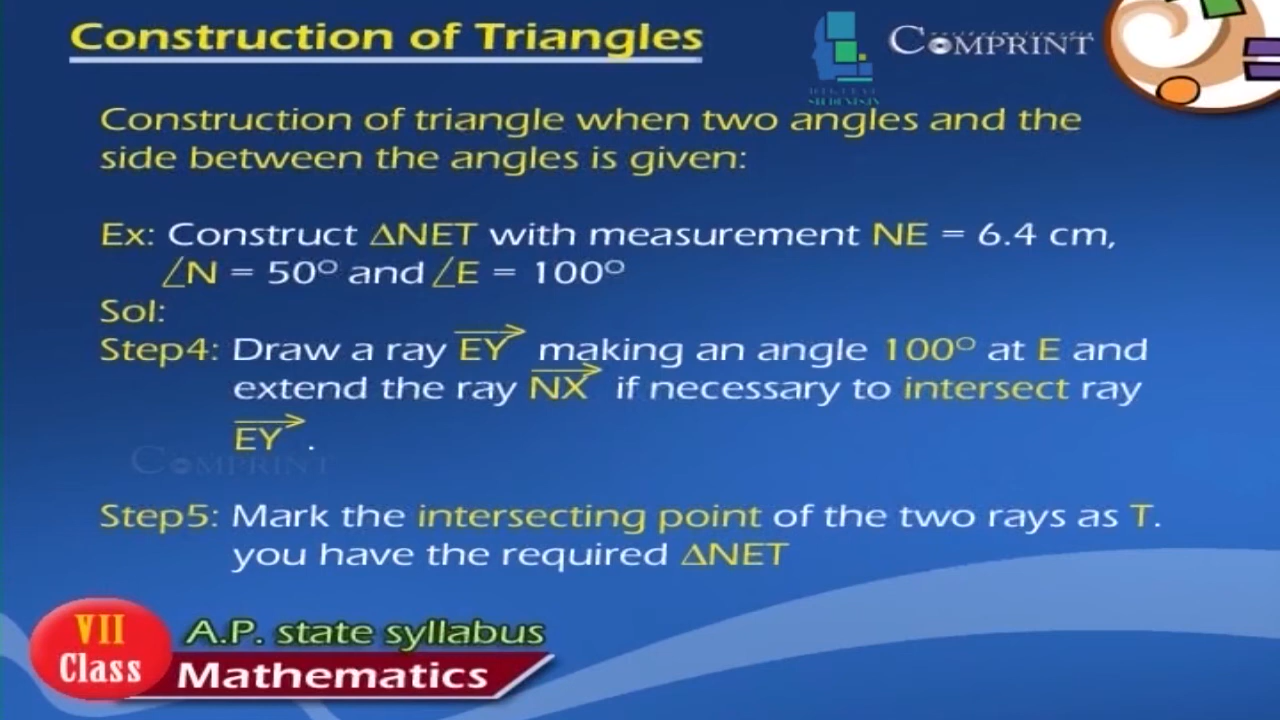 Construction of Triangles
COMPRINT
Construction of triangle when two angles and the
side between the angles is given:
Ex: Construct ΔNET with measurement NE = 6.4 cm,
∠N = 50° and ∠E = 100°
Sol:
Step4: Draw a ray EY making an angle 100° at E and
extend the ray NX if necessary to intersect ray
EY .
COMPRINT
Step5: Mark the intersecting point of the two rays as T.
you have the required ΔNET
VII
Class
A.P. state syllabus
Mathematics